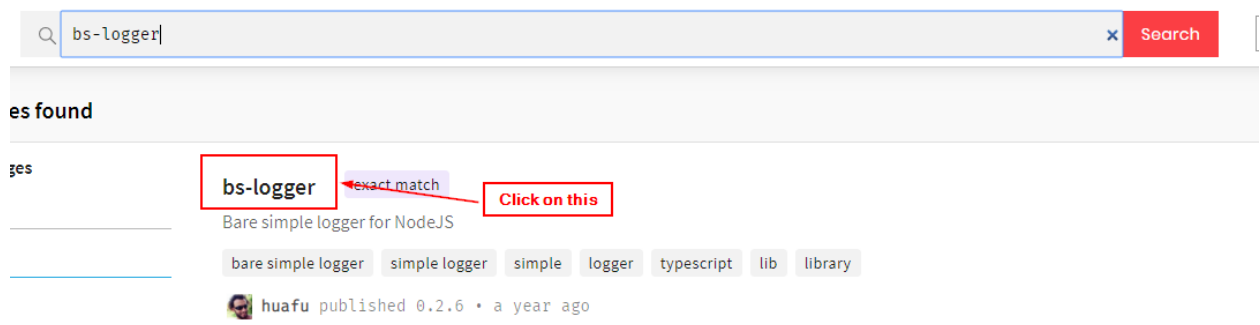 bs-logger
Search
es found
ges
bs-logger exact match
Click on this
Bare simple logger for NodeJS
bare simple logger simple logger simple logger typescript lib library
huafu published 0.2.6 • a year ago